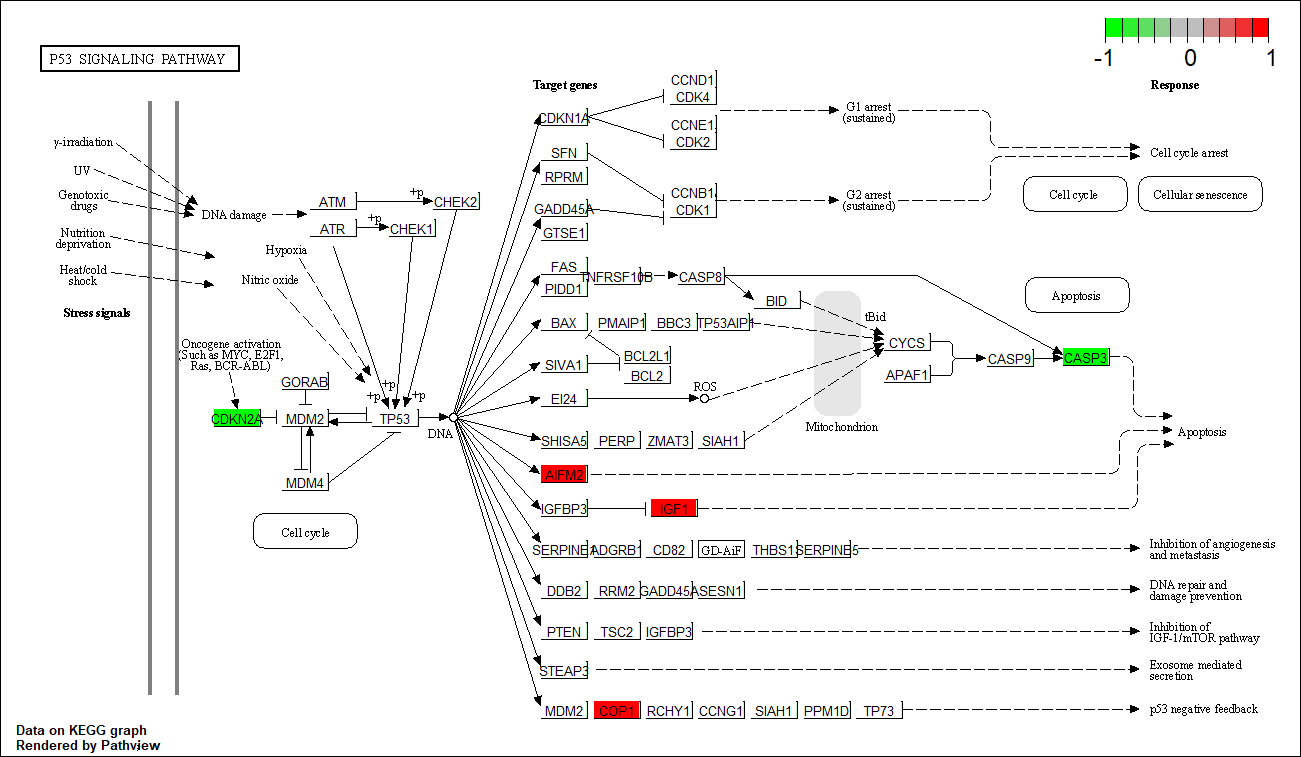 P53 SIGNALING PATHWAY
-1 0 1
Response
Target genes
γ-irradiation
UV
Genotoxic
drugs
Nutrition
deprivation
Heat/cold
shock
Stress signals
DNA damage
ATM
+p
CHEK2
ATR
+p
CHEK1
Hypoxia
Nitric oxide
Oncogene activation
(Such as MYC, E2F1,
Ras, BCR-ABL)
GORAB
+p
+p
+p
CDKN2A
MDM2
TP53
DNA
MDM4
Cell cycle
CDKN1A
CCND1
CDK4
CCNE1
CDK2
G1 arrest
(sustained)
SFN
RPRM
GADD45A
GTSE1
CCNB1
CDK1
G2 arrest
(sustained)
Cell cycle arrest
Cell cycle
Cellular senescence
FAS
PIDD1
TNFRSF10B
CASP8
BID
tBid
Apoptosis
BAX
PMAIP1
BBC3
TP53AIP1
CYCS
CASP9
CASP3
APAF1
SIVA1
BCL2L1
BCL2
EI24
ROS
Mitochondrion
SHISA5
PERP
ZMAT3
SIAH1
Apoptosis
AIFM2
IGFBP3
IGF1
SERPINE1
ADGRB1
CD82
GD-AiF
THBS1
SERPINE5
Inhibition of angiogenesis
and metastasis
DDB2
RRM2
GADD45A
SESN1
DNA repair and
damage prevention
PTEN
TSC2
IGFBP3
Inhibition of
IGF-1/mTOR pathway
STEAP3
Exosome mediated
secretion
MDM2
COP1
RCHY1
CCNG1
SIAH1
PPM1D
TP73
p53 negative feedback
Data on KEGG graph
Rendered by Pathview